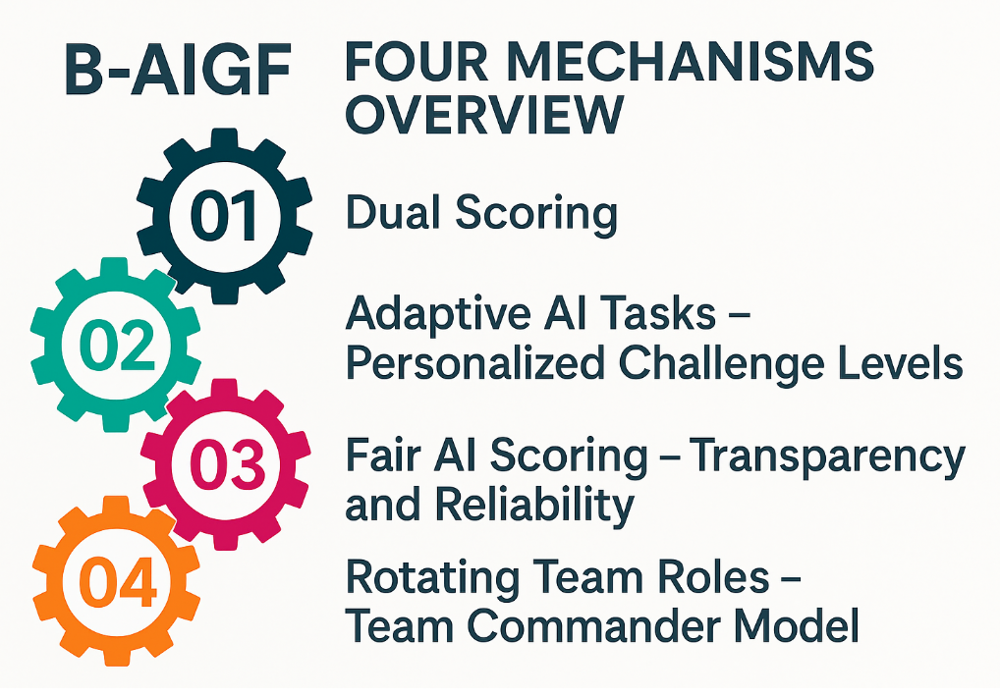 B-AIGF
FOUR MECHANISMS
OVERVIEW
01
Dual Scoring
02
Adaptive AI Tasks –
Personalized Challenge Levels
03
Fair AI Scoring – Transparency
and Reliability
04
Rotating Team Roles –
Team Commander Model